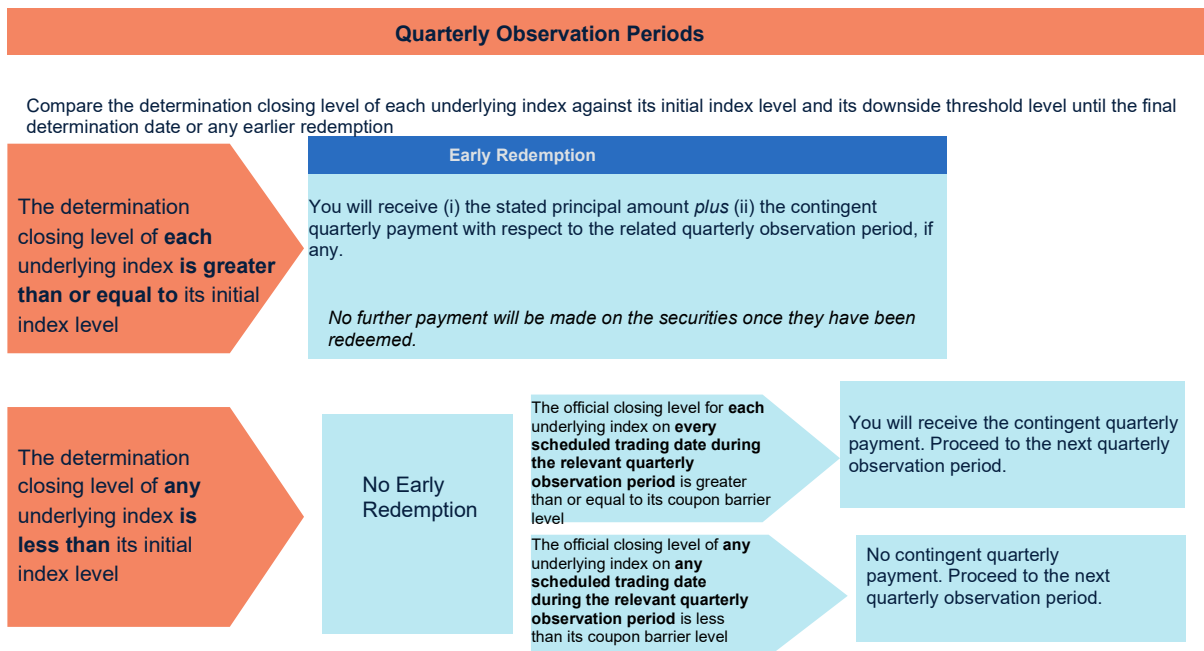 Quarterly Observation Periods
Compare the determination closing level of each underlying index against its initial index level and its downside threshold level until the final
determination date or any earlier redemption
The determination
closing level of each
underlying index is greater
than or equal to its initial
index level
Early Redemption
You will receive (i) the stated principal amount plus (ii) the contingent
quarterly payment with respect to the related quarterly observation period, if
any.
No further payment will be made on the securities once they have been
redeemed.
The determination
closing level of any
underlying index is
less than its initial
index level
No Early
Redemption
The official closing level for each
underlying index on every
scheduled trading date during
the relevant quarterly
observation period is greater
than or equal to its coupon barrier
level
You will receive the contingent quarterly
payment. Proceed to the next quarterly
observation period.
The official closing level of any
underlying index on any
scheduled trading date
during the relevant quarterly
observation period is less
than its coupon barrier level
No contingent quarterly
payment. Proceed to the next
quarterly observation period.